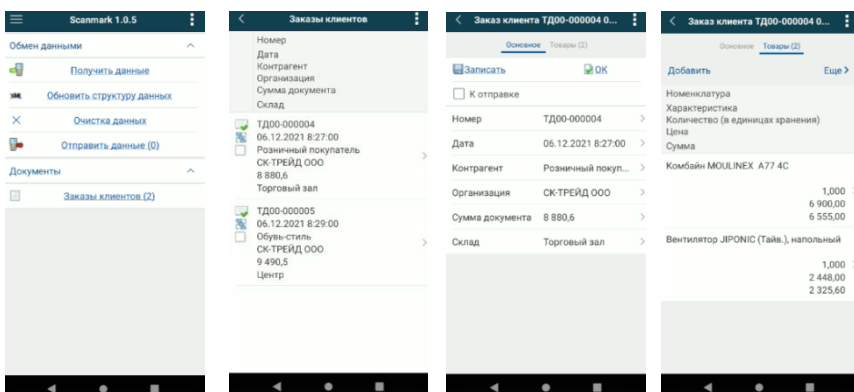 Scanmark 1.0.5
Обмен данными
Получить данные
Обновить структуру данных
Очистка данных
Отправить данные (0)
Документы
Заказы клиентов (2)
Заказы клиентов
Номер
Дата
Контрагент
Организация
Сумма документа
Склад
ТД00-000004
06.12.2021 8:27:00
Розничный покупатель
СК-ТРЕЙД ООО
8 880,6
Торговый зал
ТД00-000005
06.12.2021 8:29:00
Обувь-стиль
СК-ТРЕЙД ООО
9 490,5
Центр
Заказ клиента ТД00-000004 0...
Основное Товары (2)
Записать OK
К отправке
Номер ТД00-000004
Дата 06.12.2021 8:27:00
Контрагент Розничный покуп...
Организация СК-ТРЕЙД ООО
Сумма документа 8 880,6
Склад Торговый зал
Заказ клиента ТД00-000004 0...
Основное Товары (2)
Добавить Еще
Номенклатура
Характеристика
Количество (в единицах хранения)
Цена
Сумма
Комбайн MOULINEX A77 4C
1,000
6 900,00
6 555,00
Вентилятор JIPONIC (Тайв.), напольный
1,000
2 448,00
2 325,60